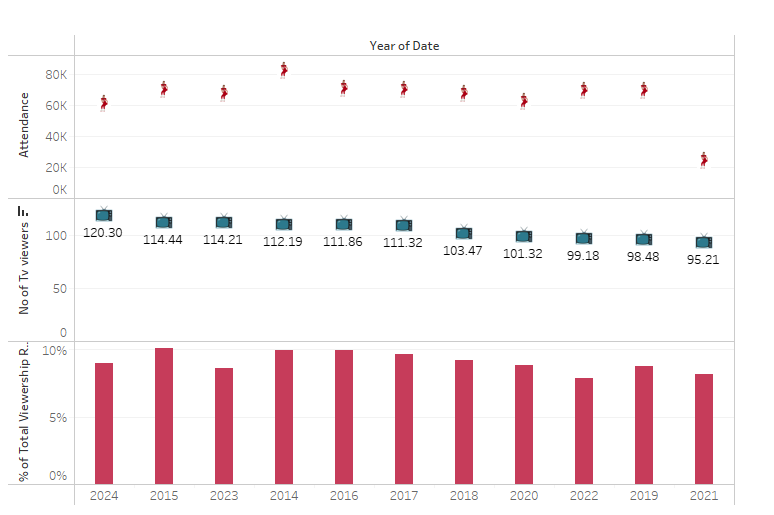 Year of Date
Attendance
80K
60K
40K
20K
0K
No of Tv viewers
100
50
0
120.30
114.44
114.21
112.19
111.86
111.32
103.47
101.32
99.18
98.48
95.21
% of Total Viewership R..
10%
5%
0%
2024 2015 2023 2014 2016 2017 2018 2020 2022 2019 2021